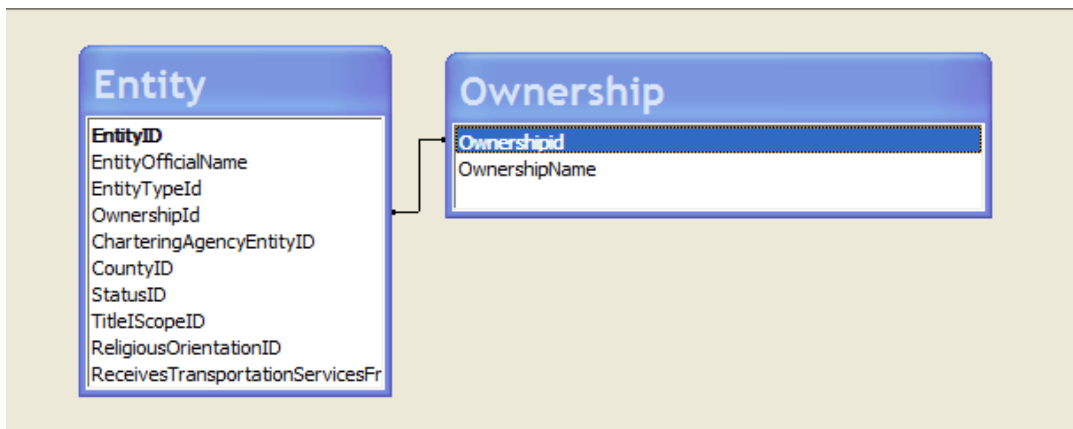 Entity
EntityID
EntityOfficialName
EntityTypeId
OwnershipId
CharteringAgencyEntityID
CountyID
StatusID
TitleIScopeID
ReligiousOrientationID
ReceivesTransportationServicesFr
Ownership
Ownershipid
OwnershipName